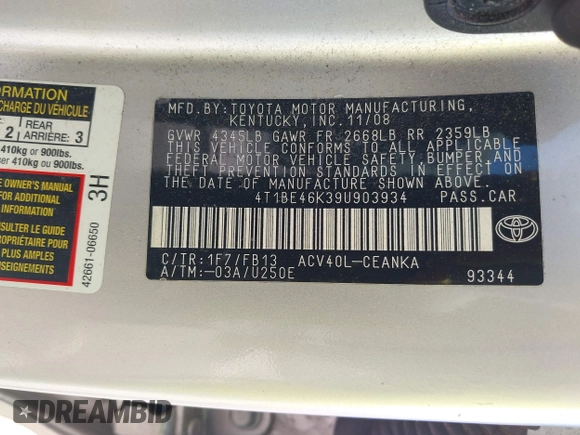 ORMATION
CHARGE DU VÉHICULE
2 REAR ARRIÈRE: 3
410kg or 900lbs.
ser 410kg ou 900lbs.
E OWNER'S MANUAL
FOR ADDITIONAL
NSULTER LE GUIDE
PROPRIÉTAIRE POUR
PLUS AMPLES
3H
42661-06650
MFD.BY:TOYOTA MOTOR MANUFACTURING,
KENTUCKY,INC.11/08
GVWR 4345LB GAWR FR 2668LB RR 2359LB
THIS VEHICLE CONFORMS TO ALL APPLICABLE
FEDERAL MOTOR VEHICLE SAFETY,BUMPER,AND
THEFT PREVENTION STANDARDS IN EFFECT ON
THE DATE OF MANUFACTURE SHOWN ABOVE.
4T1BE46K39U903934 PASS.CAR
TOYOTA
C/TR:1F7/FB13 ACV40L-CEANKA
A/TM:-03A/U250E 93344
DREAMBID